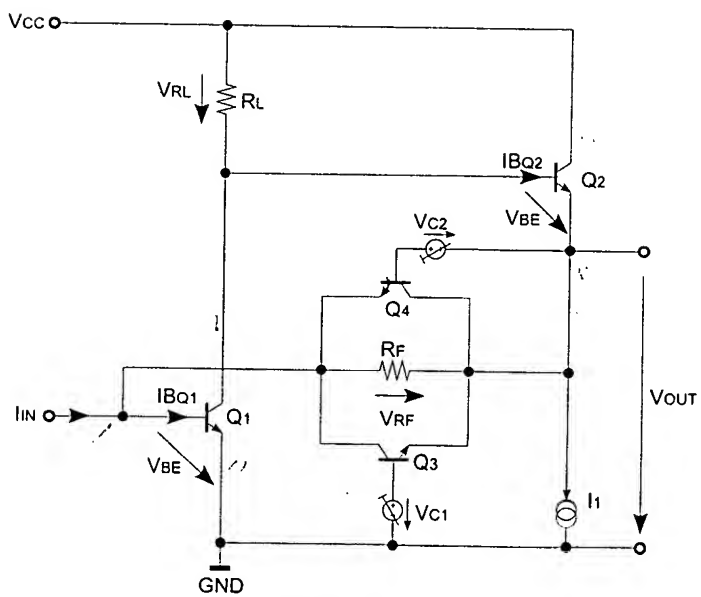 VCC
VRL
RL
IBQ2
Q2
VBE
VC2
Q4
RF
VRF
VOUT
IIN
IBQ1
Q1
VBE
Q3
VC1
I1
GND